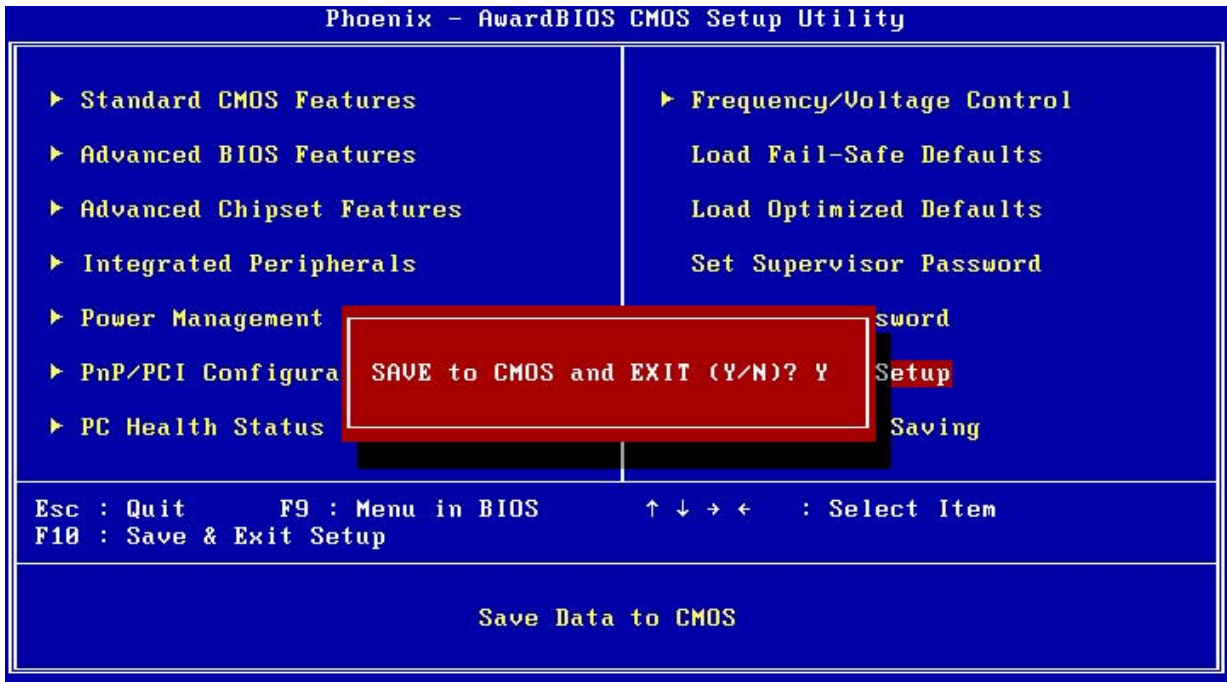 Phoenix - AwardBIOS CMOS Setup Utility
Standard CMOS Features
Advanced BIOS Features
Advanced Chipset Features
Integrated Peripherals
Power Management
PnP/PCI Configura
PC Health Status
Frequency/Voltage Control
Load Fail-Safe Defaults
Load Optimized Defaults
Set Supervisor Password
sword
Setup
Saving
SAVE to CMOS and EXIT (Y/N)? Y
Esc : Quit F9 : Menu in BIOS ↑ ↓ → ← : Select Item
F10 : Save & Exit Setup
Save Data to CMOS